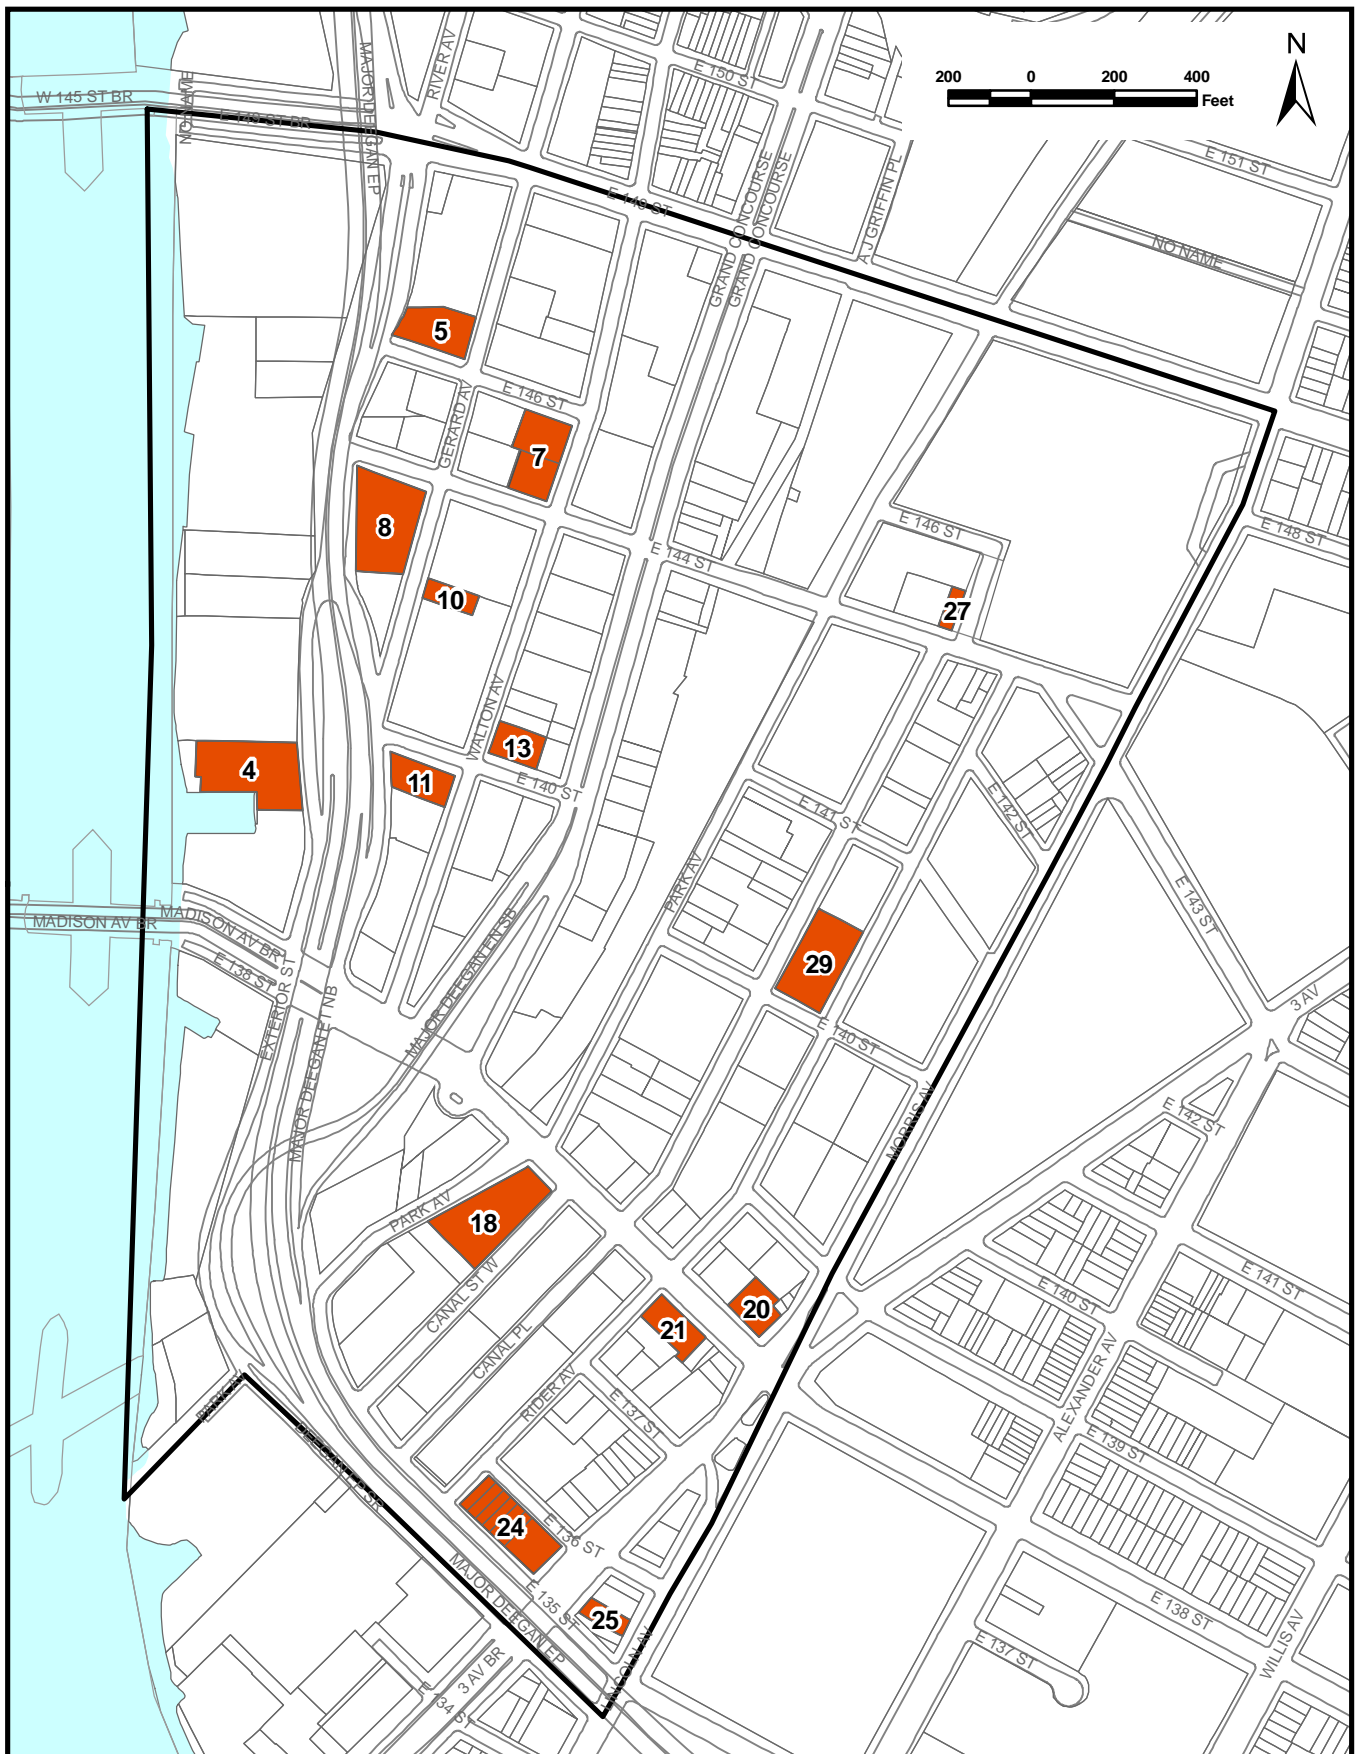 N
200 0 200 400
Feet
MAJOR DEEGAN EP
RIVER AV
E 150 ST
NO NAME
W 145 ST BR
E 149 ST BR
E 151 ST
GRAND CONCOURSE
GRAND CONCOURSE
A J GRIFFIN PL
E 149 ST
NO NAME
5
GERARD AV
E 146 ST
7
8
E 146 ST
E 148 ST
E 144 ST
10
27
WALTON AV
13
4
11
E 140 ST
E 141 ST
E 142 ST
PARK AV
E 143 ST
MADISON AV BR
MADISON AV BR
E 138 ST
EXTERIOR ST
MAJOR DEEGAN EN SB
29
3 AV
E 140 ST
MORRIS AV
E 142 ST
PARK AV
18
CANAL ST W
E 141 ST
E 140 ST
20
21
CANAL PL
RIDER AV
E 137 ST
ALEXANDER AV
PARK AV
E 139 ST
24
E 136 ST
MAJOR DEEGAN EP
E 135 ST
25
E 138 ST
WILLIS AV
E 137 ST
LINCOLN AV
3 AV BR
E 134 ST